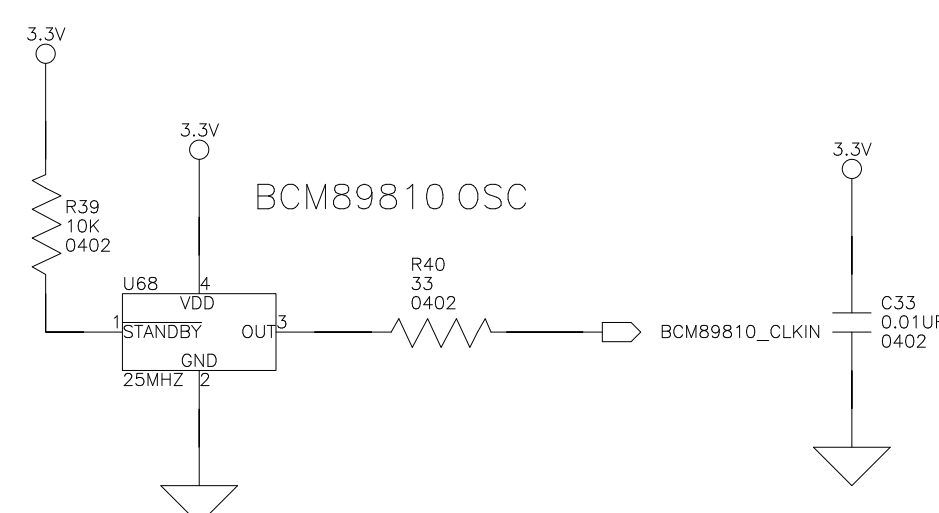 3.3V
3.3V
3.3V
BCM89810 OSC
R39
10K
0402
R40
33
0402
U68
4
VDD
1
STANDBY
OUT
3
GND
25MHZ
2
BCM89810_CLKIN
C33
0.01UF
0402